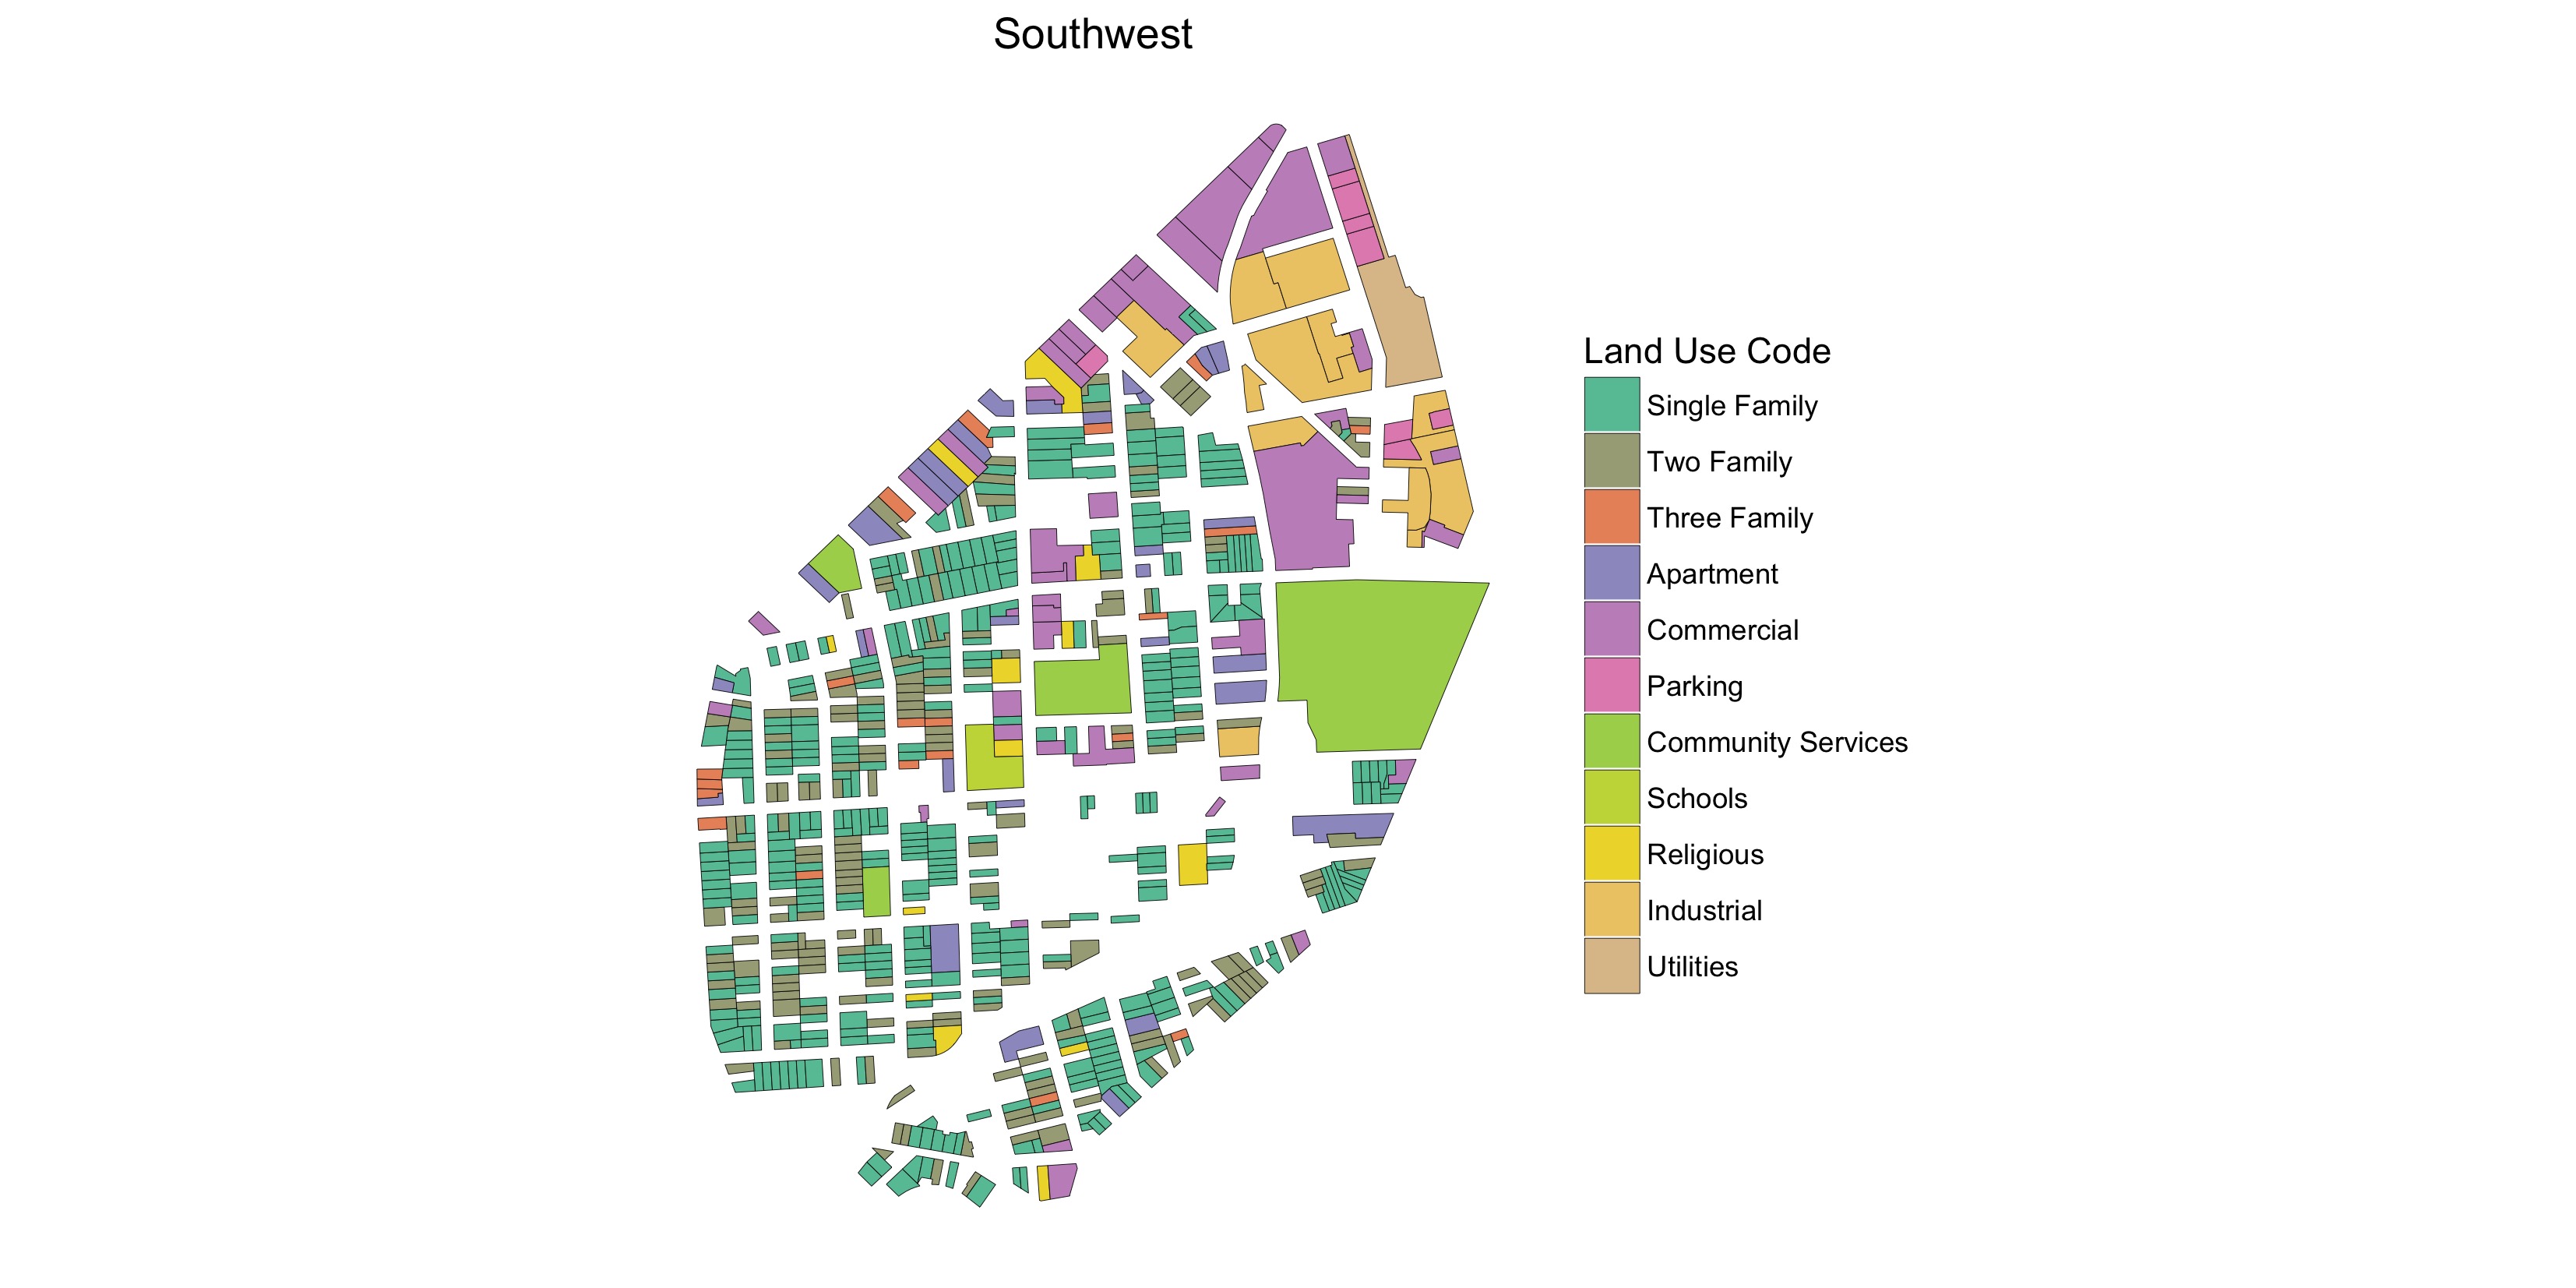 Southwest
Land Use Code
Single Family
Two Family
Three Family
Apartment
Commercial
Parking
Community Services
Schools
Religious
Industrial
Utilities